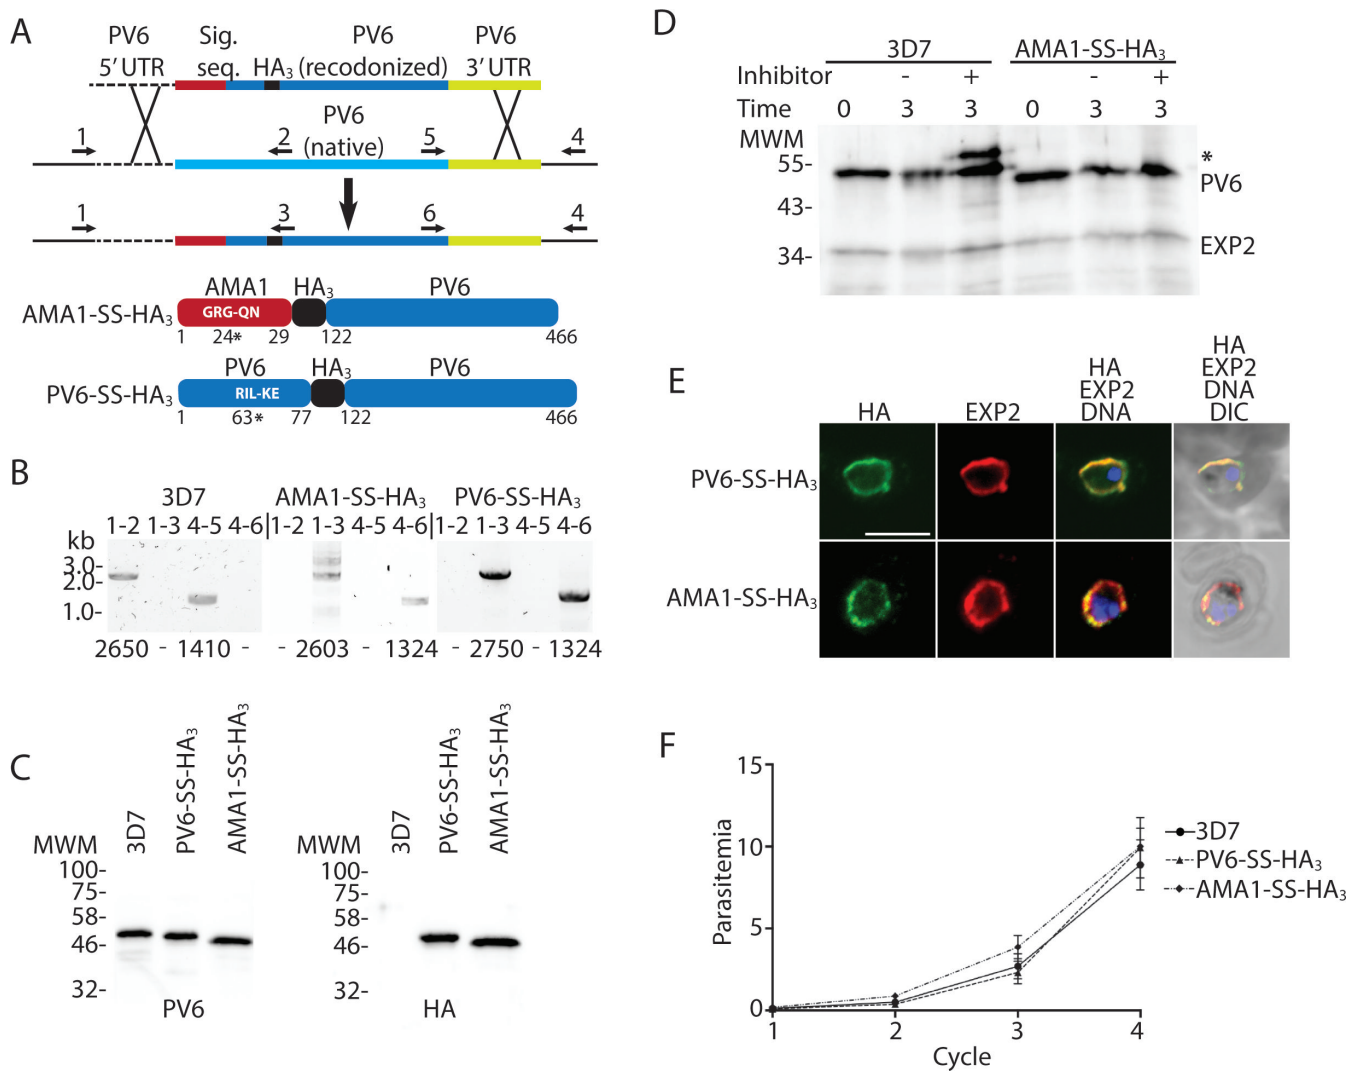 A
PV6 Sig. PV6 PV6
5' UTR seq. HA3 (recodonized) 3' UTR
PV6
1 2 (native) 5 4
1 3 6 4
AMA1 HA3 PV6
AMA1-SS-HA3 GRG-QN
1 24* 29 122 466
PV6 HA3 PV6
PV6-SS-HA3 RIL-KE
1 63* 77 122 466
B
3D7 AMA1-SS-HA3 PV6-SS-HA3
1-2 1-3 4-5 4-6 1-2 1-3 4-5 4-6 1-2 1-3 4-5 4-6
kb
3.0-
2.0-
1.0-
2650 - 1410 - - 2603 - 1324 - 2750 - 1324
C
3D7 PV6-SS-HA3 AMA1-SS-HA3
MWM
100-
75-
58-
46-
32-
PV6
3D7 PV6-SS-HA3 AMA1-SS-HA3
MWM
100-
75-
58-
46-
32-
HA
D
3D7 AMA1-SS-HA3
Inhibitor - + - +
Time 0 3 3 0 3 3
MWM
55- *
PV6
43-
EXP2
34-
E
HA EXP2 HA EXP2 DNA HA EXP2 DNA DIC
PV6-SS-HA3
AMA1-SS-HA3
F
15
10
5
0
Parasitemia
1 2 3 4
Cycle
3D7
PV6-SS-HA3
AMA1-SS-HA3